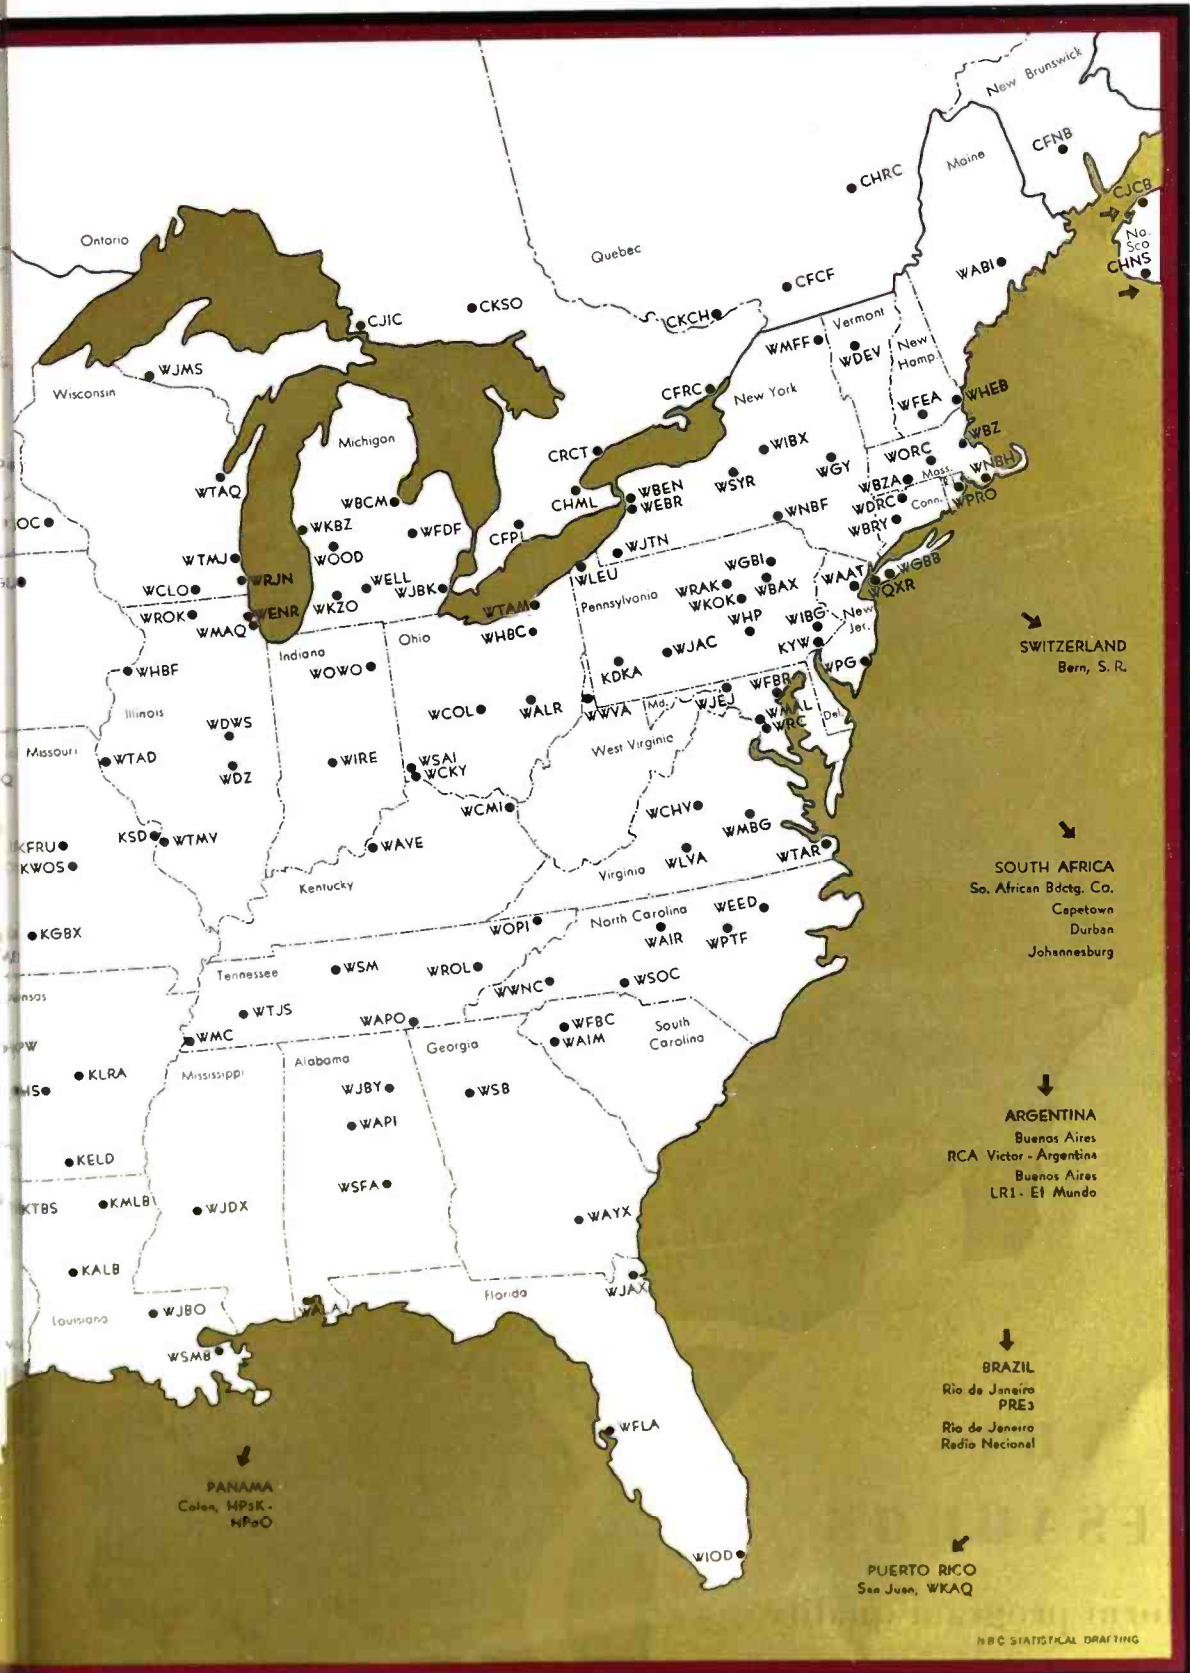 New Brunswick
CFNB
Maine
CHRC
CJCB
No.
Sco
CHNS
Ontario
Quebec
WABI
CFCF
CKSO
CJIC
CKCH
Vermont
WMFF
WDEV
New
Hamp.
WJMS
Wisconsin
CFRC
New York
WHEB
WFEA
Michigan
WIBX
WBZ
CRCT
WORC
WGY
WNBH
WTAQ
WBCM
CHML
WBEN
WEBR
WSYR
WBZA
Mass.
R.I.
WDRC
Conn.
WPRO
OC
WKBZ
WFDF
CFPL
WNBF
WBRY
WTMJ
WOOD
WJTN
WGBI
WGBB
WCLO
WRJN
WELL
WJBK
WLEU
WRAK
WBAX
WAAT
WQXR
WROK
WENR
WKZO
WTAM
Pennsylvania
WKOK
WHP
WIBG
New
Jer.
WMAQ
WHBC
Ohio
Indiana
KYW
WJAC
WHBF
WOWO
KDKA
WPG
WFBR
Illinois
WCOL
WALR
WWVA
Md.
WJEJ
WMAL
WRC
Del.
WDWS
Missouri
WTAD
WDZ
WIRE
WSAI
WCKY
West Virginia
WCMI
WCHV
WMBG
KSD
WTMV
WAVE
KFRU
KWOS
WLVA
WTAR
Virginia
Kentucky
KGBX
WOPI
North Carolina
WEED
WAIR
WPTF
Tennessee
WSM
WROL
WWNC
WSOC
WTJS
WAPO
WFBC
WAIM
South
Carolina
WMC
Georgia
Alabama
Mississippi
KLRA
WJBY
WSB
WAPI
KELD
WSFA
KTBS
KMLB
WJDX
WAYX
KALB
Florida
WJAX
Louisiana
WJBO
WALA
WSMB
WFLA
WIOD
SWITZERLAND
Bern, S. R.
SOUTH AFRICA
So. African Bdctg. Co.
Capetown
Durban
Johannesburg
ARGENTINA
Buenos Aires
RCA Victor - Argentina
Buenos Aires
LR1 - El Mundo
BRAZIL
Rio de Janeiro
PRE3
Rio de Janeiro
Radio Nacional
PANAMA
Colon, HP5K -
PUERTO RICO
San Juan, WKAQ
NBC STATISTICAL DRAFTING